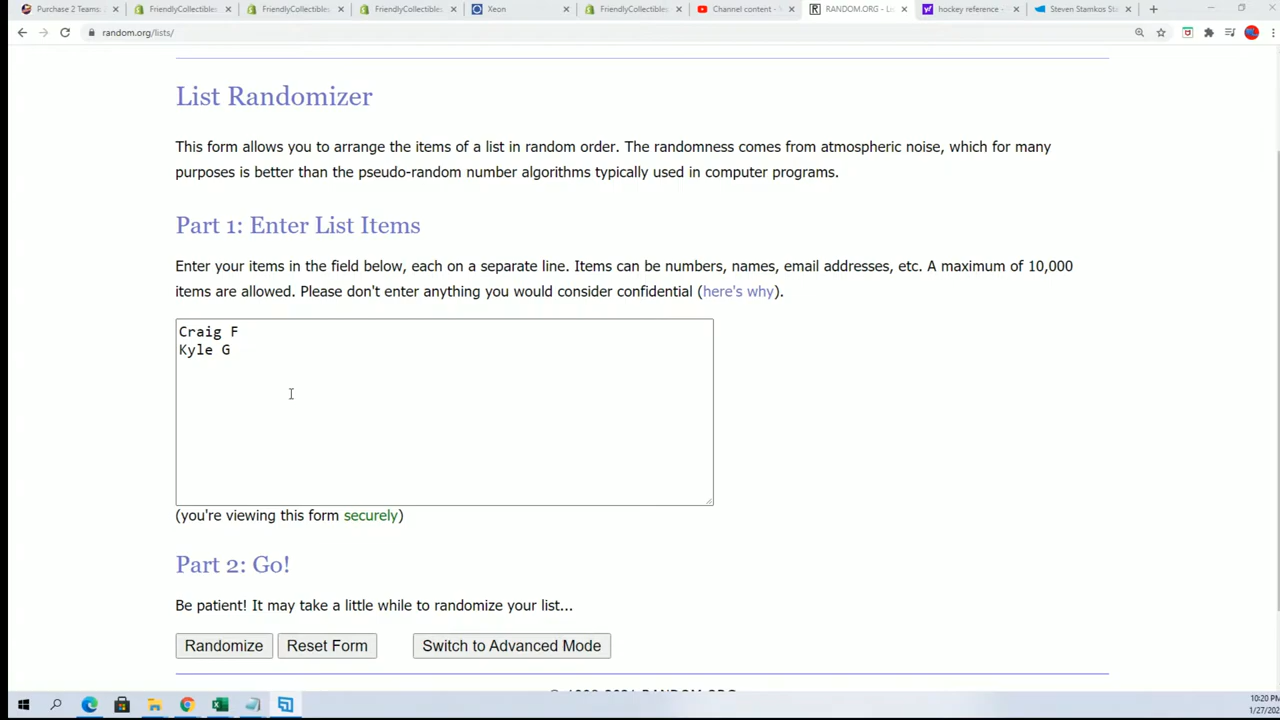 Purchase 2 Teams:
FriendlyCollectibles
FriendlyCollectibles
FriendlyCollectibles
Xeon
FriendlyCollectibles
Channel content -
RANDOM.ORG - L
hockey reference -
Steven Stamkos St
random.org/lists/
List Randomizer
This form allows you to arrange the items of a list in random order. The randomness comes from atmospheric noise, which for many
purposes is better than the pseudo-random number algorithms typically used in computer programs.
Part 1: Enter List Items
Enter your items in the field below, each on a separate line. Items can be numbers, names, email addresses, etc. A maximum of 10,000
items are allowed. Please don't enter anything you would consider confidential (here's why).
Craig F
Kyle G
(you're viewing this form securely)
Part 2: Go!
Be patient! It may take a little while to randomize your list...
Randomize
Reset Form
Switch to Advanced Mode
RANDOM.ORG
10:20 PM
1/27/202